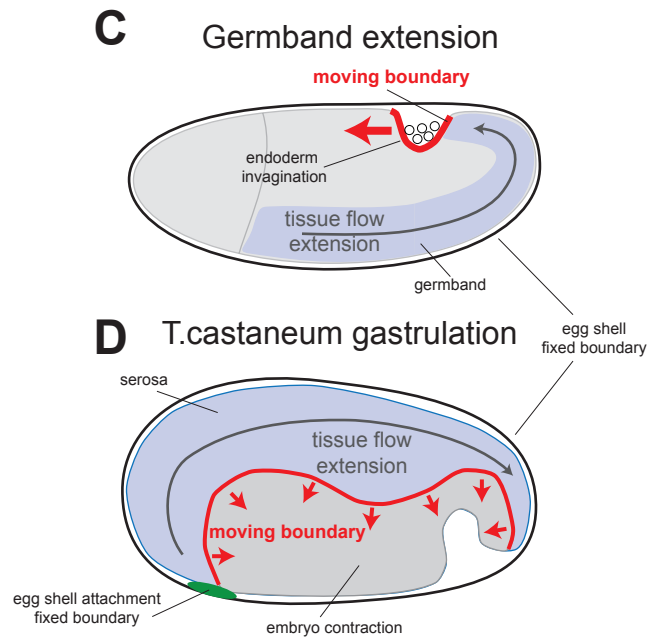 C
Germband extension
moving boundary
endoderm
invagination
tissue flow
extension
germband
egg shell
fixed boundary
D
T.castaneum gastrulation
serosa
tissue flow
extension
moving boundary
egg shell attachment
fixed boundary
embryo contraction